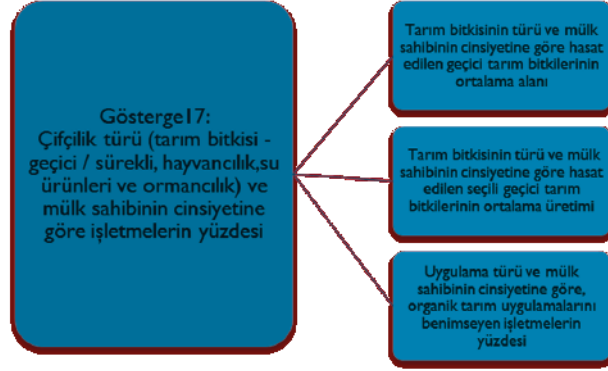 Gösterge17:
Çifçilik türü (tarım bitkisi -
geçici / sürekli, hayvancılık,su
ürünleri ve ormancılık) ve
mülk sahibinin cinsiyetine
göre işletmelerin yüzdesi
Tarım bitkisinin türü ve mülk
sahibinin cinsiyetine göre hasat
edilen geçici tarım bitkilerinin
ortalama alanı
Tarım bitkisinin türü ve mülk
sahibinin cinsiyetine göre hasat
edilen seçili geçici tarım
bitkilerinin ortalama üretimi
Uygulama türü ve mülk
sahibinin cinsiyetine göre,
organik tarım uygulamalarını
benimseyen işletmelerin
yüzdesi